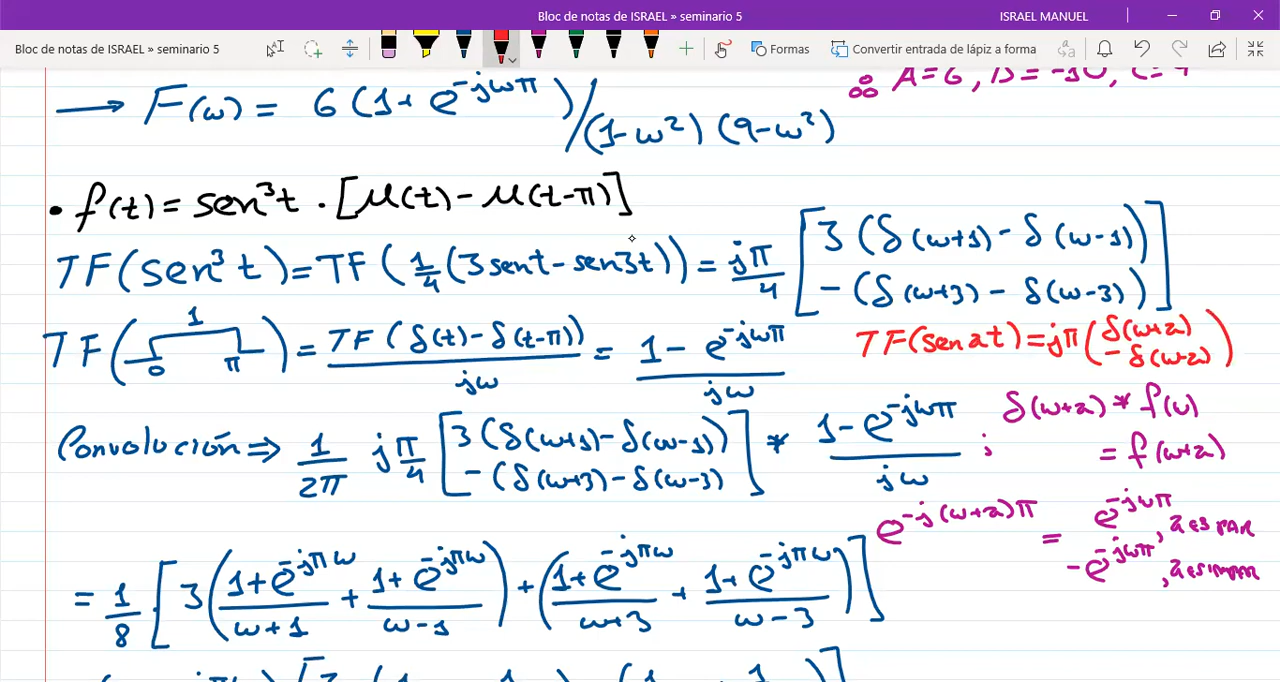 Bloc de notas de ISRAEL » seminario 5
ISRAEL MANUEL
Bloc de notas de ISRAEL » seminario 5
Formas
Convertir entrada de lápiz a forma
→ F(ω) = 6 (1+ e^-jωπ) / (1-ω²) (9-ω²)
• f(t) = sen³t · [μ(t) - μ(t-π)]
TF(sen³t) = TF(1/4 (3sent - sen3t)) = jπ/4 [3 (δ(ω+1) - δ(ω-1)) - (δ(ω+3) - δ(ω-3))]
TF(sen at) = jπ (δ(ω+a) - δ(ω-a))
TF( 1 0 π ) = TF(δ(t) - δ(t-π)) / jω = 1 - e^-jωπ / jω
Convolución ⇒ 1/2π jπ/4 [3 (δ(ω+1) - δ(ω-1)) - (δ(ω+3) - δ(ω-3))] * 1 - e^-jωπ / jω ;
δ(ω+a) * f(ω)
= f(ω+a)
e^-j(ω+a)π = e^-jωπ, a es PAR
-e^-jωπ, a es impar
= 1/8 [3 (1+e^-jπω / ω+1 + 1+e^-jπω / ω-1) + (1+e^-jπω / ω+3 + 1+e^-jπω / ω-3)]